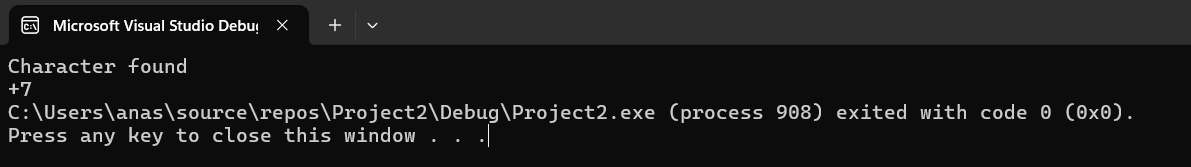 Microsoft Visual Studio Debug
Character found
+7
C:\Users\anas\source\repos\Project2\Debug\Project2.exe (process 908) exited with code 0 (0x0).
Press any key to close this window . . .